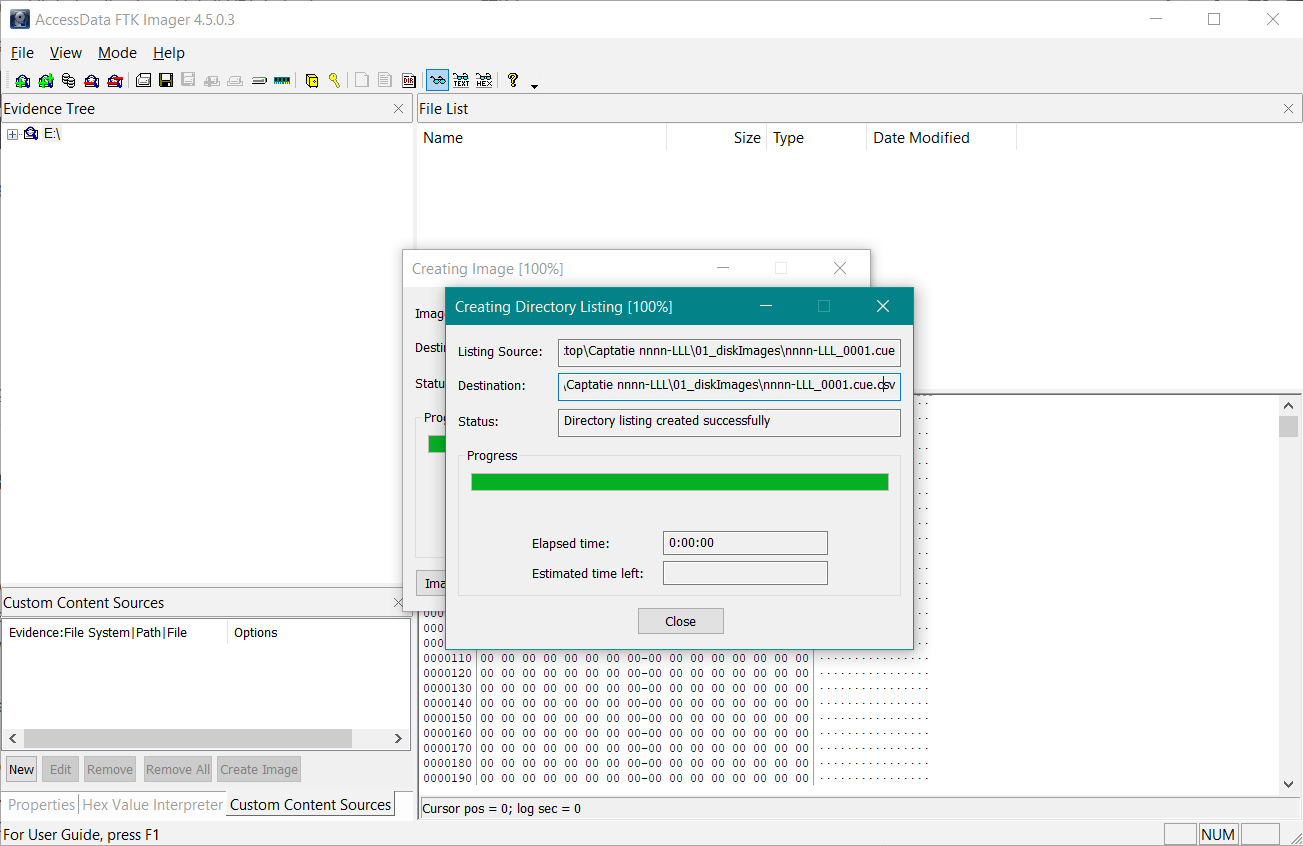 AccessData FTK Imager 4.5.0.3
File View Mode Help
Evidence Tree
E:\
File List
Name Size Type Date Modified
Creating Image [100%]
Creating Directory Listing [100%]
Listing Source: top\Captatie nnnn-LLL\01_diskImages\nnnn-LLL_0001.cue
Destination: \Captatie nnnn-LLL\01_diskImages\nnnn-LLL_0001.cue.csv
Status: Directory listing created successfully
Progress
Elapsed time: 0:00:00
Estimated time left:
Close
Custom Content Sources
Evidence:File System|Path|File Options
New Edit Remove Remove All Create Image
Properties Hex Value Interpreter Custom Content Sources
0000110 00 00 00 00 00 00 00 00-00 00 00 00 00 00 00 00 ················
0000120 00 00 00 00 00 00 00 00-00 00 00 00 00 00 00 00 ················
0000130 00 00 00 00 00 00 00 00-00 00 00 00 00 00 00 00 ················
0000140 00 00 00 00 00 00 00 00-00 00 00 00 00 00 00 00 ················
0000150 00 00 00 00 00 00 00 00-00 00 00 00 00 00 00 00 ················
0000160 00 00 00 00 00 00 00 00-00 00 00 00 00 00 00 00 ················
0000170 00 00 00 00 00 00 00 00-00 00 00 00 00 00 00 00 ················
0000180 00 00 00 00 00 00 00 00-00 00 00 00 00 00 00 00 ················
0000190 00 00 00 00 00 00 00 00-00 00 00 00 00 00 00 00 ················
Cursor pos = 0; log sec = 0
For User Guide, press F1
NUM